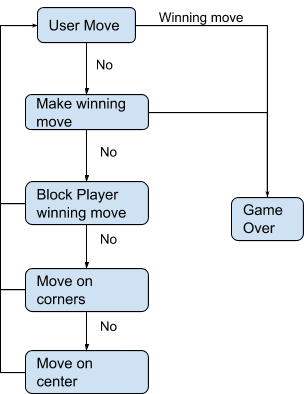 User Move
Winning move
No
Make winning
move
No
Block Player
winning move
Game
Over
No
Move on
corners
No
Move on
center